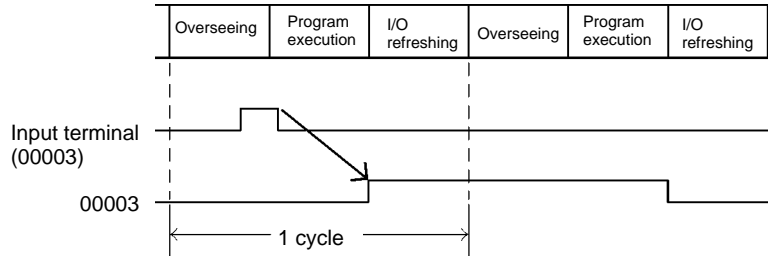 Overseeing
Program
execution
I/O
refreshing
Overseeing
Program
execution
I/O
refreshing
Input terminal
(00003)
00003
1 cycle